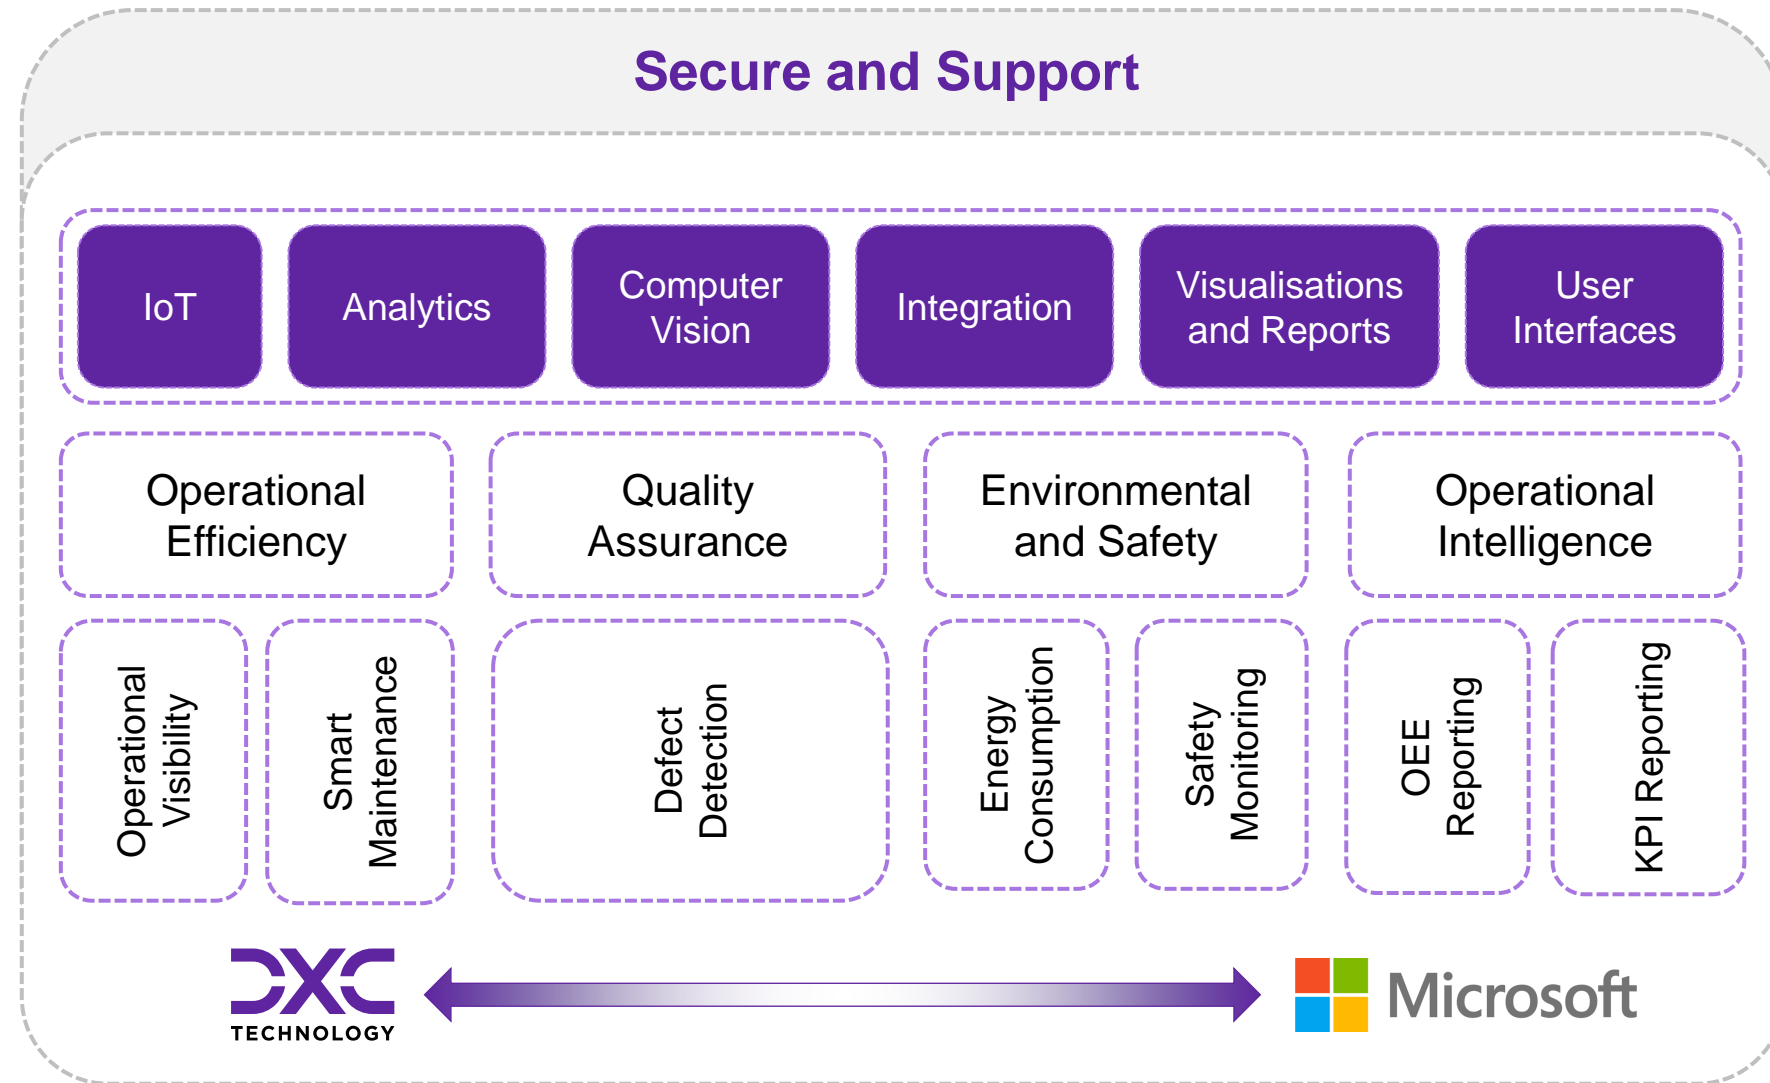 Secure and Support
IoT
Analytics
Computer
Vision
Integration
Visualisations
and Reports
User
Interfaces
Operational
Efficiency
Quality
Assurance
Environmental
and Safety
Operational
Intelligence
Operational
Visibility
Smart
Maintenance
Defect
Detection
Energy
Consumption
Safety
Monitoring
OEE
Reporting
KPI Reporting
DXC
TECHNOLOGY
Microsoft